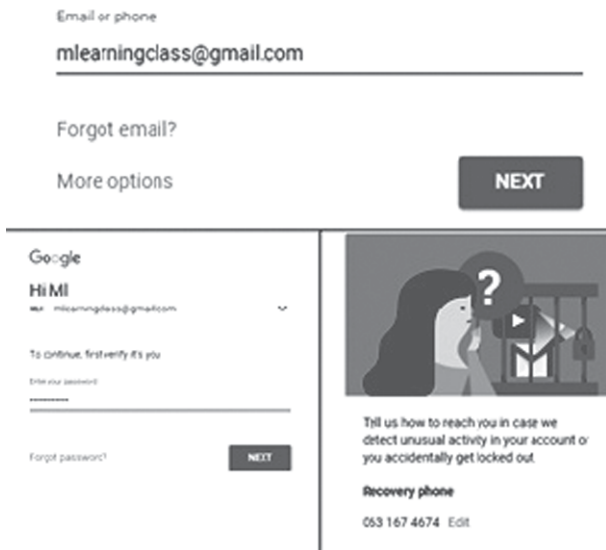 Email or phone
mlearningclass@gmail.com
Forgot email?
More options
NEXT
Google
Hi Ml
mlearningclass@gmail.com
To continue, first verify it's you
Enter your password
Forgot password?
NEXT
?
Tell us how to reach you in case we
detect unusual activity in your account or
you accidentally get locked out.
Recovery phone
053 167 4674 Edit